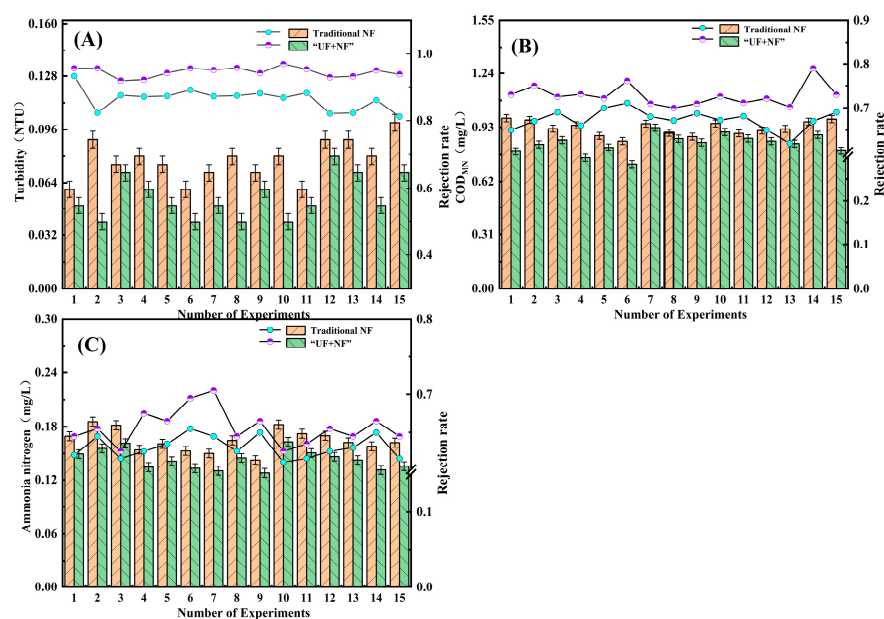 (A)
Traditional NF
“UF+NF”
Turbidity（NTU）
0.160
0.128
0.096
0.064
0.032
0.000
1.0
0.8
0.6
0.4
Rejection rate
1 2 3 4 5 6 7 8 9 10 11 12 13 14 15
Number of Experiments
(B)
Traditional NF
“UF+NF”
COD_MN（mg/L）
1.55
1.24
0.93
0.62
0.31
0.00
0.9
0.8
0.7
0.2
0.1
0.0
Rejection rate
1 2 3 4 5 6 7 8 9 10 11 12 13 14 15
Number of Experiments
(C)
Traditional NF
“UF+NF”
Ammonia nitrogen（mg/L）
0.30
0.24
0.18
0.12
0.06
0.00
0.8
0.7
0.1
0.0
Rejection rate
1 2 3 4 5 6 7 8 9 10 11 12 13 14 15
Number of Experiments